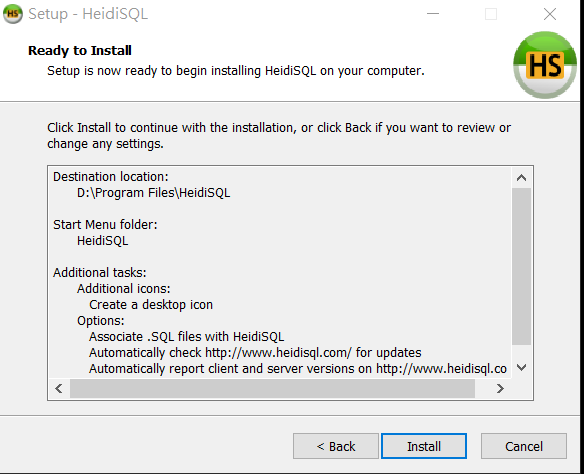 Setup - HeidiSQL
Ready to Install
Setup is now ready to begin installing HeidiSQL on your computer.
HS
Click Install to continue with the installation, or click Back if you want to review or
change any settings.
Destination location:
D:\Program Files\HeidiSQL
Start Menu folder:
HeidiSQL
Additional tasks:
Additional icons:
Create a desktop icon
Options:
Associate .SQL files with HeidiSQL
Automatically check http://www.heidisql.com/ for updates
Automatically report client and server versions on http://www.heidisql.co
< Back
Install
Cancel